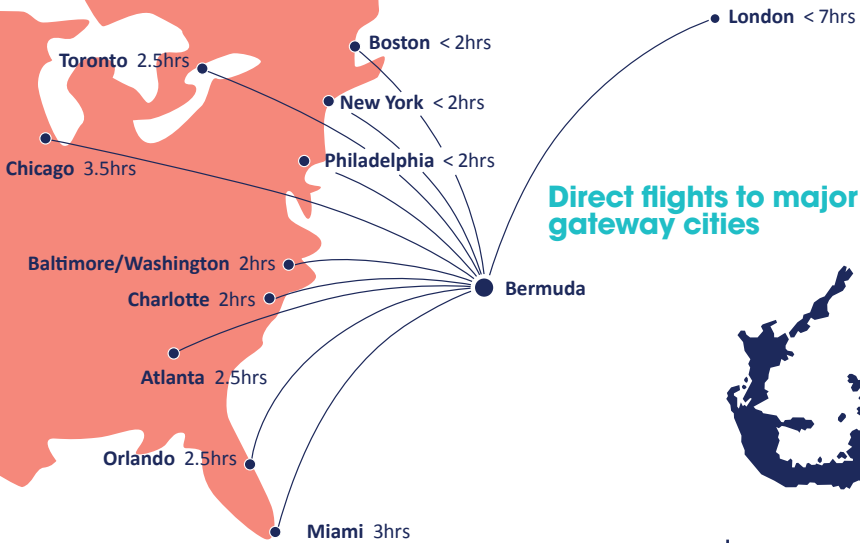 London < 7hrs
Boston < 2hrs
Toronto 2.5hrs
New York < 2hrs
Philadelphia < 2hrs
Chicago 3.5hrs
Direct flights to major
gateway cities
Baltimore/Washington 2hrs
Bermuda
Charlotte 2hrs
Atlanta 2.5hrs
Orlando 2.5hrs
Miami 3hrs